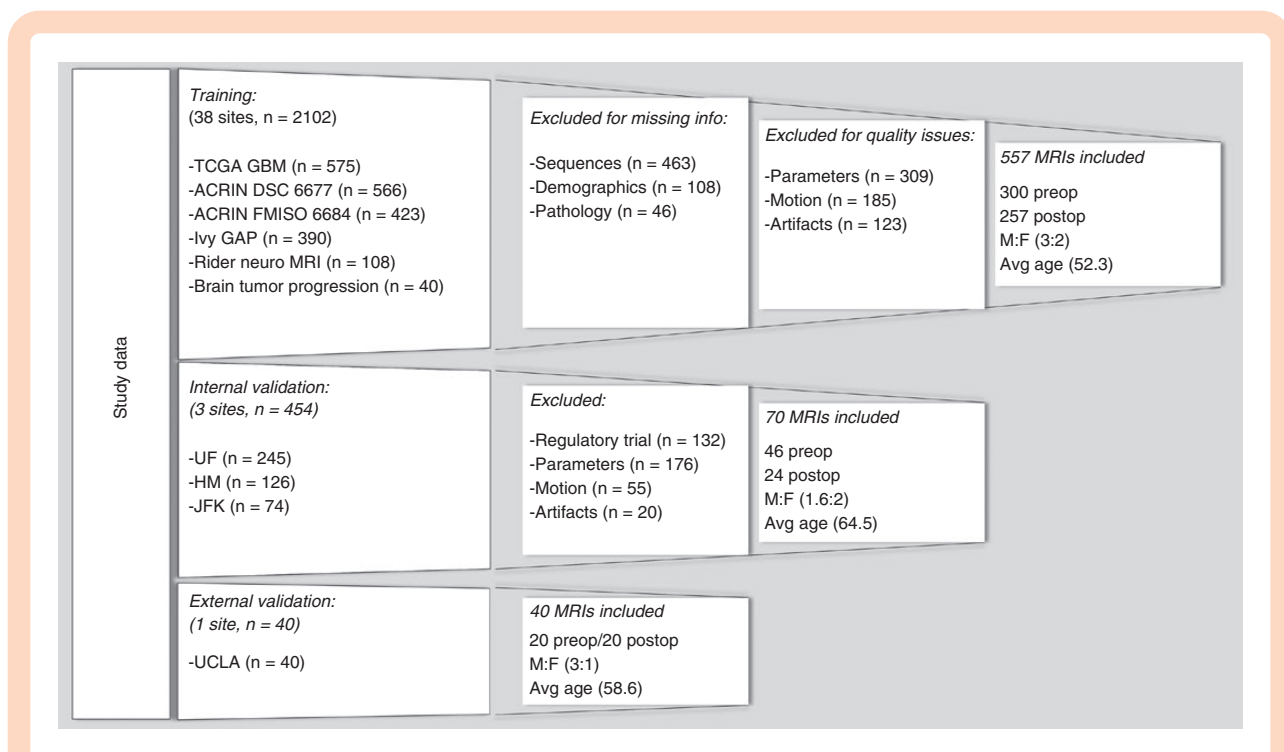 Study data
Training:
(38 sites, n = 2102)
-TCGA GBM (n = 575)
-ACRIN DSC 6677 (n = 566)
-ACRIN FMISO 6684 (n = 423)
-Ivy GAP (n = 390)
-Rider neuro MRI (n = 108)
-Brain tumor progression (n = 40)
Excluded for missing info:
-Sequences (n = 463)
-Demographics (n = 108)
-Pathology (n = 46)
Excluded for quality issues:
-Parameters (n = 309)
-Motion (n = 185)
-Artifacts (n = 123)
557 MRIs included
300 preop
257 postop
M:F (3:2)
Avg age (52.3)
Internal validation:
(3 sites, n = 454)
-UF (n = 245)
-HM (n = 126)
-JFK (n = 74)
Excluded:
-Regulatory trial (n = 132)
-Parameters (n = 176)
-Motion (n = 55)
-Artifacts (n = 20)
70 MRIs included
46 preop
24 postop
M:F (1.6:2)
Avg age (64.5)
External validation:
(1 site, n = 40)
-UCLA (n = 40)
40 MRIs included
20 preop/20 postop
M:F (3:1)
Avg age (58.6)